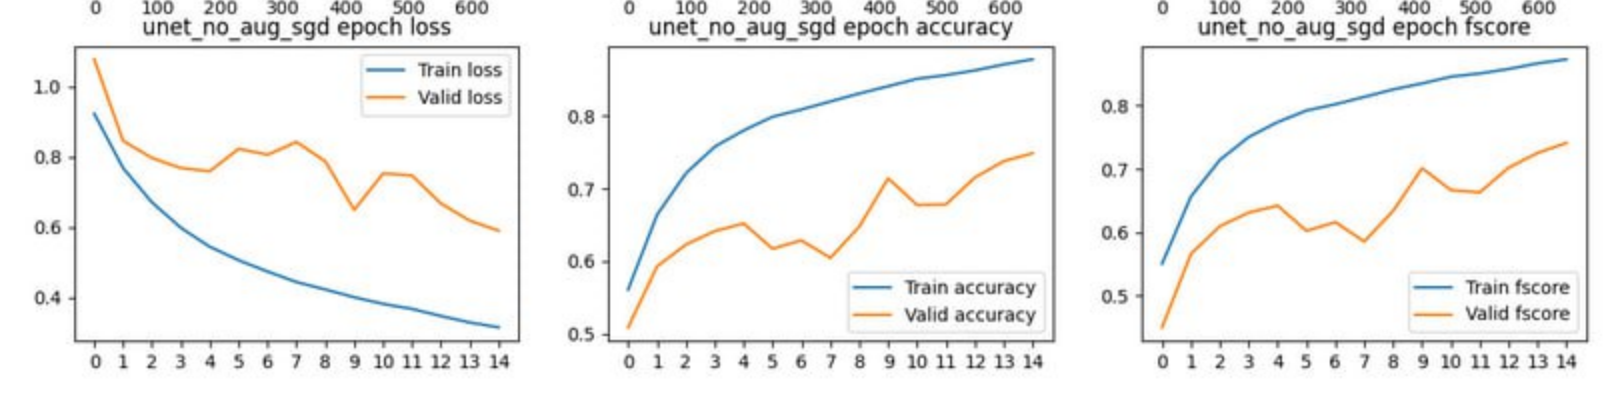 0 100 200 300 400 500 600
unet_no_aug_sgd epoch loss
Train loss
Valid loss
1.0
0.8
0.6
0.4
0 1 2 3 4 5 6 7 8 9 10 11 12 13 14
0 100 200 300 400 500 600
unet_no_aug_sgd epoch accuracy
0.8
0.7
0.6
0.5
Train accuracy
Valid accuracy
0 1 2 3 4 5 6 7 8 9 10 11 12 13 14
0 100 200 300 400 500 600
unet_no_aug_sgd epoch fscore
0.8
0.7
0.6
0.5
Train fscore
Valid fscore
0 1 2 3 4 5 6 7 8 9 10 11 12 13 14